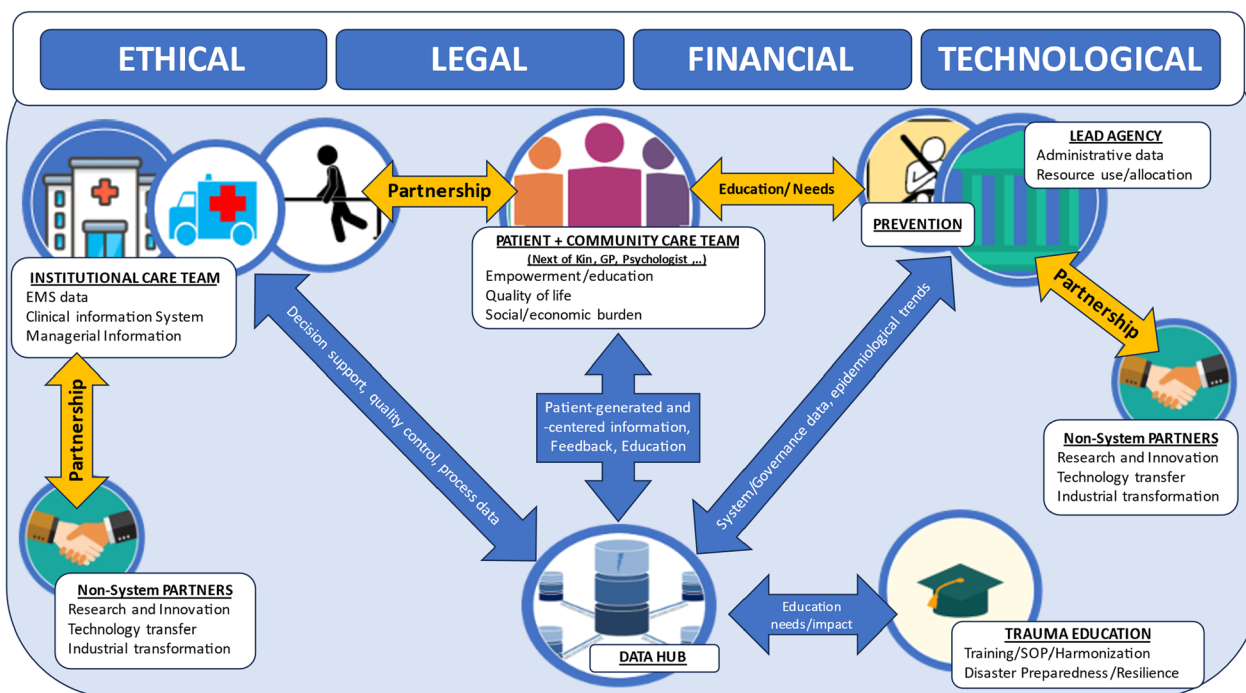 ETHICAL
LEGAL
FINANCIAL
TECHNOLOGICAL
LEAD AGENCY
Administrative data
Resource use/allocation
Partnership
Education/ Needs
PREVENTION
PATIENT + COMMUNITY CARE TEAM
(Next of Kin, GP, Psychologist ,..)
Empowerment/education
Quality of life
Social/economic burden
INSTITUTIONAL CARE TEAM
EMS data
Clinical information System
Managerial Information
Partnership
Decision support, quality control, process data
Patient-generated and
-centered information,
Feedback, Education
System/Governance data, epidemiological trends
Partnership
Non-System PARTNERS
Research and Innovation
Technology transfer
Industrial transformation
Non-System PARTNERS
Research and Innovation
Technology transfer
Industrial transformation
DATA HUB
Education
needs/impact
TRAUMA EDUCATION
Training/SOP/Harmonization
Disaster Preparedness/Resilience